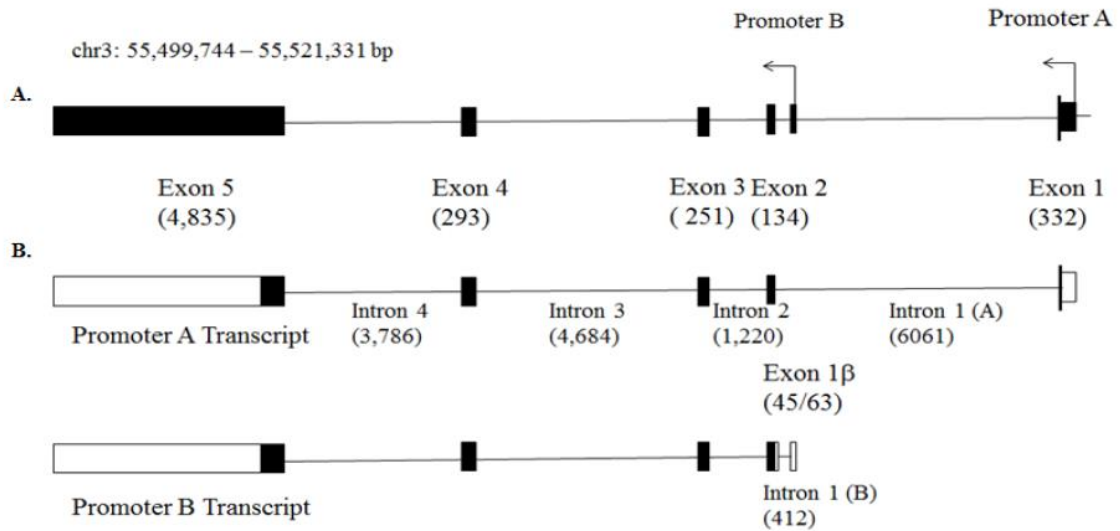 Promoter B
Promoter A
chr3: 55,499,744 – 55,521,331 bp
A.
Exon 5
(4,835)
Exon 4
(293)
Exon 3
( 251)
Exon 2
(134)
Exon 1
(332)
B.
Promoter A Transcript
Intron 4
(3,786)
Intron 3
(4,684)
Intron 2
(1,220)
Intron 1 (A)
(6061)
Exon 1β
(45/63)
Promoter B Transcript
Intron 1 (B)
(412)